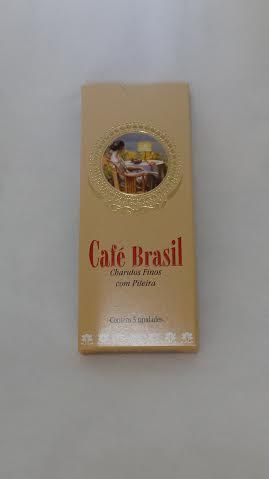 Café Brasil
Charutos Finos
com Piteira
Contém 5 unidades